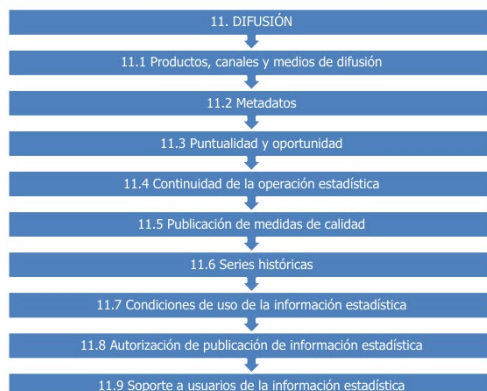 11. DIFUSIÓN
11.1 Productos, canales y medios de difusión
11.2 Metadatos
11.3 Puntualidad y oportunidad
11.4 Continuidad de la operación estadística
11.5 Publicación de medidas de calidad
11.6 Series históricas
11.7 Condiciones de uso de la información estadística
11.8 Autorización de publicación de información estadística
11.9 Soporte a usuarios de la información estadística